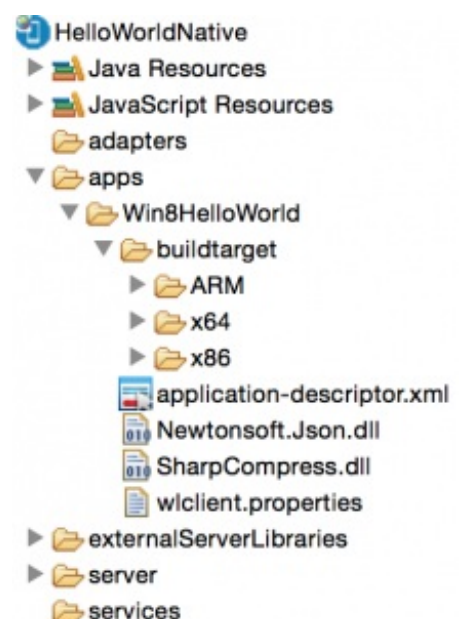 HelloWorldNative
Java Resources
JavaScript Resources
adapters
apps
Win8HelloWorld
buildtarget
ARM
x64
x86
application-descriptor.xml
Newtonsoft.Json.dll
SharpCompress.dll
wlclient.properties
externalServerLibraries
server
services